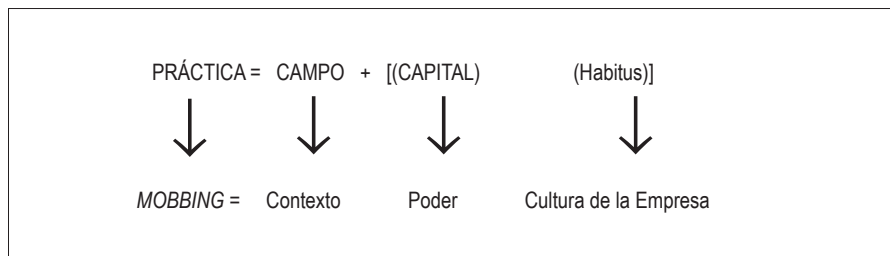 PRÁCTICA = CAMPO + [(CAPITAL) (Habitus)]
MOBBING = Contexto Poder Cultura de la Empresa